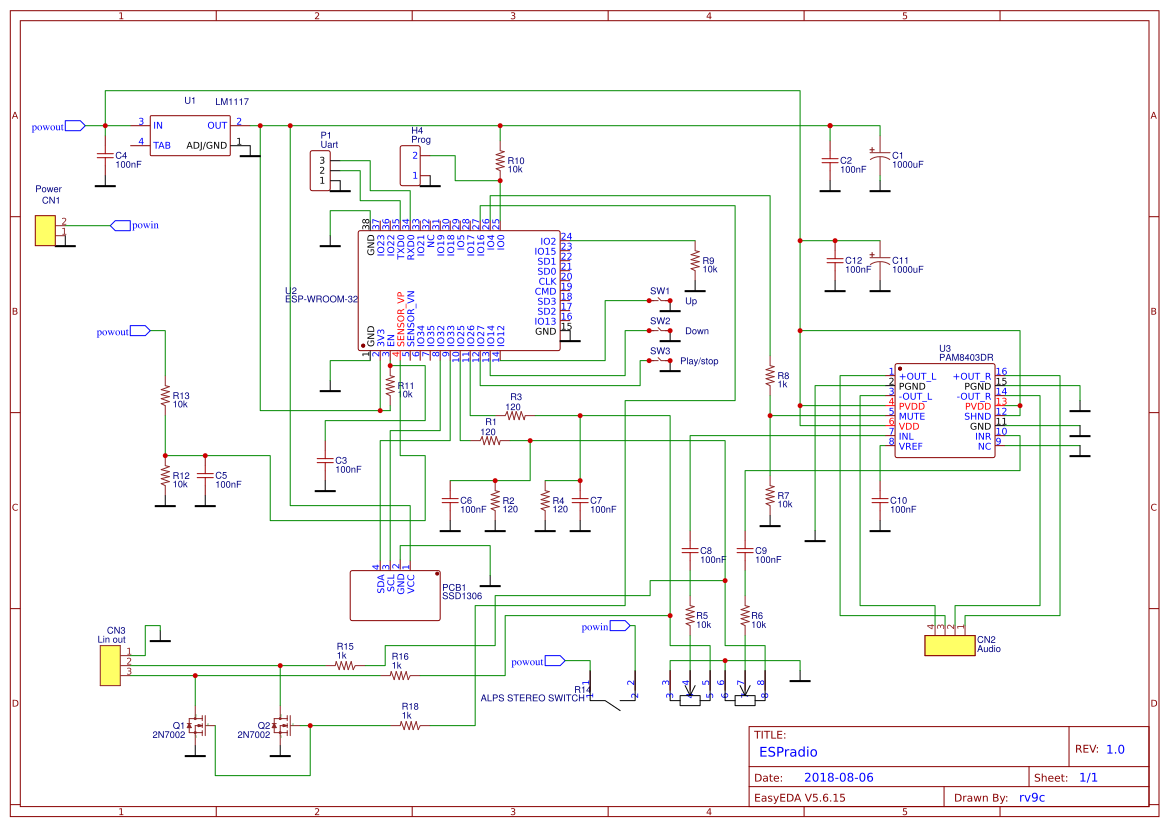 1 2 3 4 5
A B C D
U1 LM1117
powout
3 IN OUT 2
4 TAB ADJ/GND 1
C4
100nF
Power
CN1
2
1
powin
P1
Uart
3
2
1
H4
Prog
2
1
R10
10k
C2
100nF
C1
1000uF
C12
100nF
C11
1000uF
U2
ESP-WROOM-32
38 37 36 35 34 33 32 31 30 29 28 27 26 25
GND IO23 IO22 TXD0 RXD0 IO21 NC IO19 IO18 IO5 IO17 IO16 IO4 IO0
IO2 24
IO15 23
SD1 22
SD0 21
CLK 20
CMD 19
SD3 18
SD2 17
IO13 16
GND 15
GND 3V3 EN SENSOR_VP SENSOR_VN IO34 IO35 IO32 IO33 IO25 IO26 IO27 IO14 IO12
1 2 3 4 5 6 7 8 9 10 11 12 13 14
R9
10k
SW1
Up
SW2
Down
SW3
Play/stop
powout
R13
10k
R12
10k
C5
100nF
R11
10k
C3
100nF
R3
120
R1
120
C6
100nF
R2
120
R4
120
C7
100nF
R8
1k
R7
10k
U3
PAM8403DR
1 +OUT_L +OUT_R 16
2 PGND PGND 15
3 -OUT_L -OUT_R 14
4 PVDD PVDD 13
5 MUTE SHND 12
6 VDD GND 11
7 INL INR 10
8 VREF NC 9
C10
100nF
C8
100nF
C9
100nF
R5
10k
R6
10k
4 3 2 1
SDA SCL GND VCC
PCB1
SSD1306
4 3 2 1
CN2
Audio
CN3
Lin out
1
2
3
R15
1k
R16
1k
R18
1k
Q1
2N7002
Q2
2N7002
powin
powout
R14
ALPS STEREO SWITCH
1 2 3 4 5 6 7 8
1 2 3 4 5 6 7 8
TITLE:
ESPradio
REV: 1.0
Date: 2018-08-06
Sheet: 1/1
EasyEDA V5.6.15
Drawn By: rv9c
1 2 3 4 5
A B C D